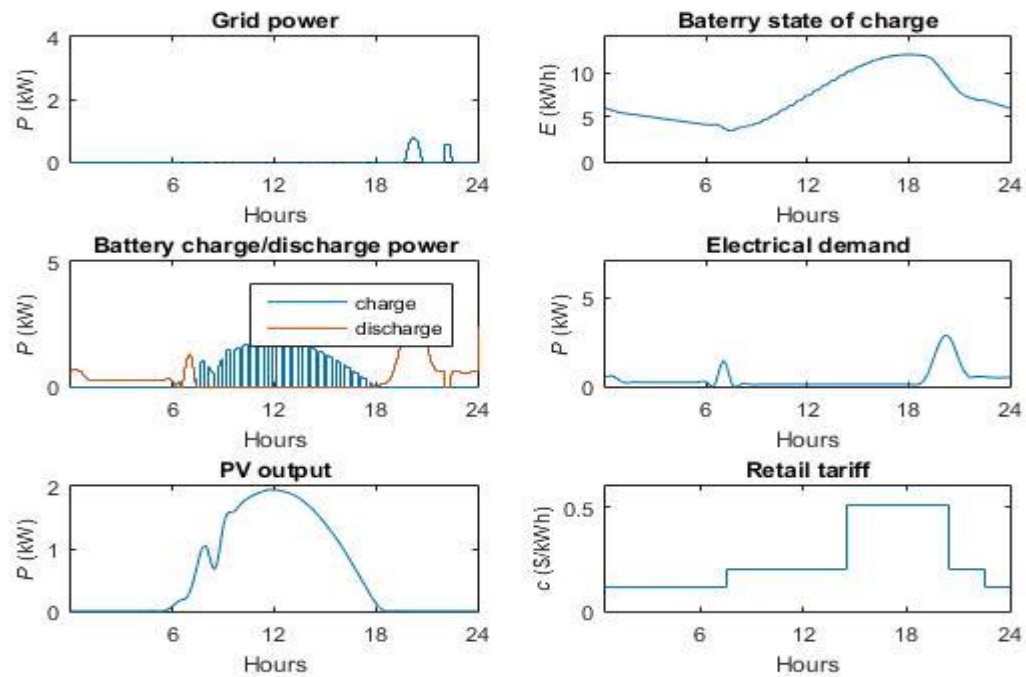 Grid power
4
2
0
P (kW)
6 12 18 24
Hours
Baterry state of charge
10
5
0
E (kWh)
6 12 18 24
Hours
Battery charge/discharge power
5
0
P (kW)
charge
discharge
6 12 18 24
Hours
Electrical demand
5
0
P (kW)
6 12 18 24
Hours
PV output
2
1
0
P (kW)
6 12 18 24
Hours
Retail tariff
0.5
0
c (S/kWh)
6 12 18 24
Hours